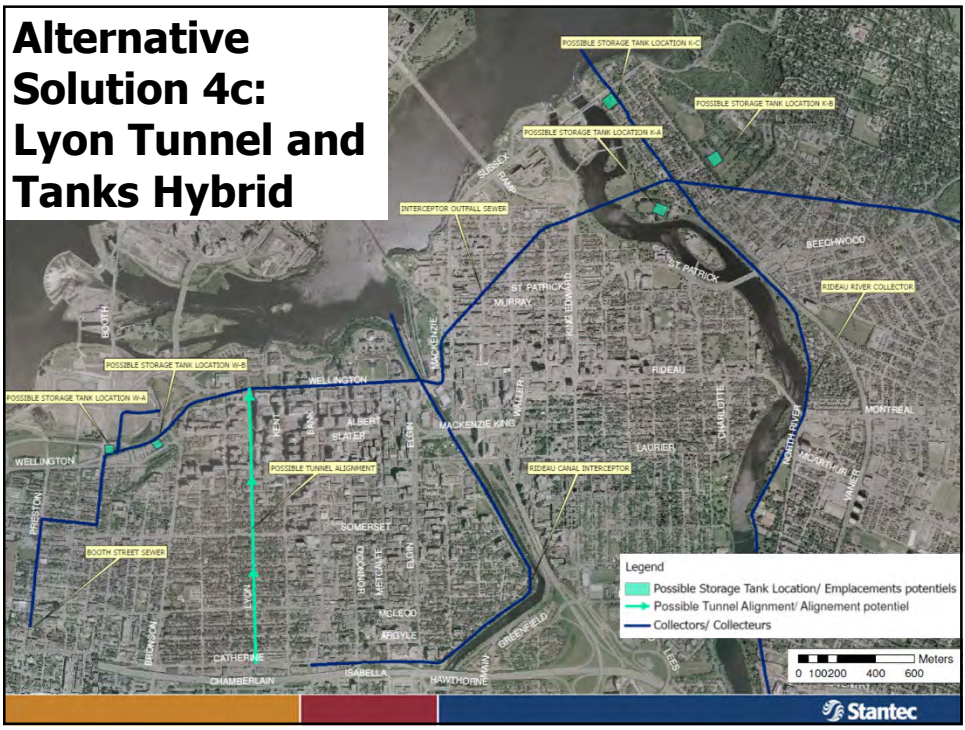 Alternative
Solution 4c:
Lyon Tunnel and
Tanks Hybrid
POSSIBLE STORAGE TANK LOCATION K-C
POSSIBLE STORAGE TANK LOCATION K-B
POSSIBLE STORAGE TANK LOCATION K-A
SUSSEX
RAMP
INTERCEPTOR OUTFALL SEWER
BEECHWOOD
ST. PATRICK
RIDEAU RIVER COLLECTOR
ST. PATRICK
MURRAY
KING EDWARD
BOOTH
MACKENZIE
POSSIBLE STORAGE TANK LOCATION W-B
WELLINGTON
RIDEAU
POSSIBLE STORAGE TANK LOCATION W-A
KENT
BANK
ALBERT
SLATER
ELGIN
MACKENZIE KING
WALLER
CHARLOTTE
MONTREAL
WELLINGTON
LAURIER
NORTH RIVER
MCARTHUR
VANIER
POSSIBLE TUNNEL ALIGNMENT
RIDEAU CANAL INTERCEPTOR
PRESTON
SOMERSET
BOOTH STREET SEWER
METCALFE
ELGIN
LYON
MCLEOD
ARGYLE
BRONSON
CATHERINE
CHAMBERLAIN
ISABELLA
HAWTHORNE
MAIN
GREENFIELD
LEES
Legend
Possible Storage Tank Location/ Emplacements potentiels
Possible Tunnel Alignment/ Alignement potentiel
Collectors/ Collecteurs
Meters
0 100200 400 600
Stantec